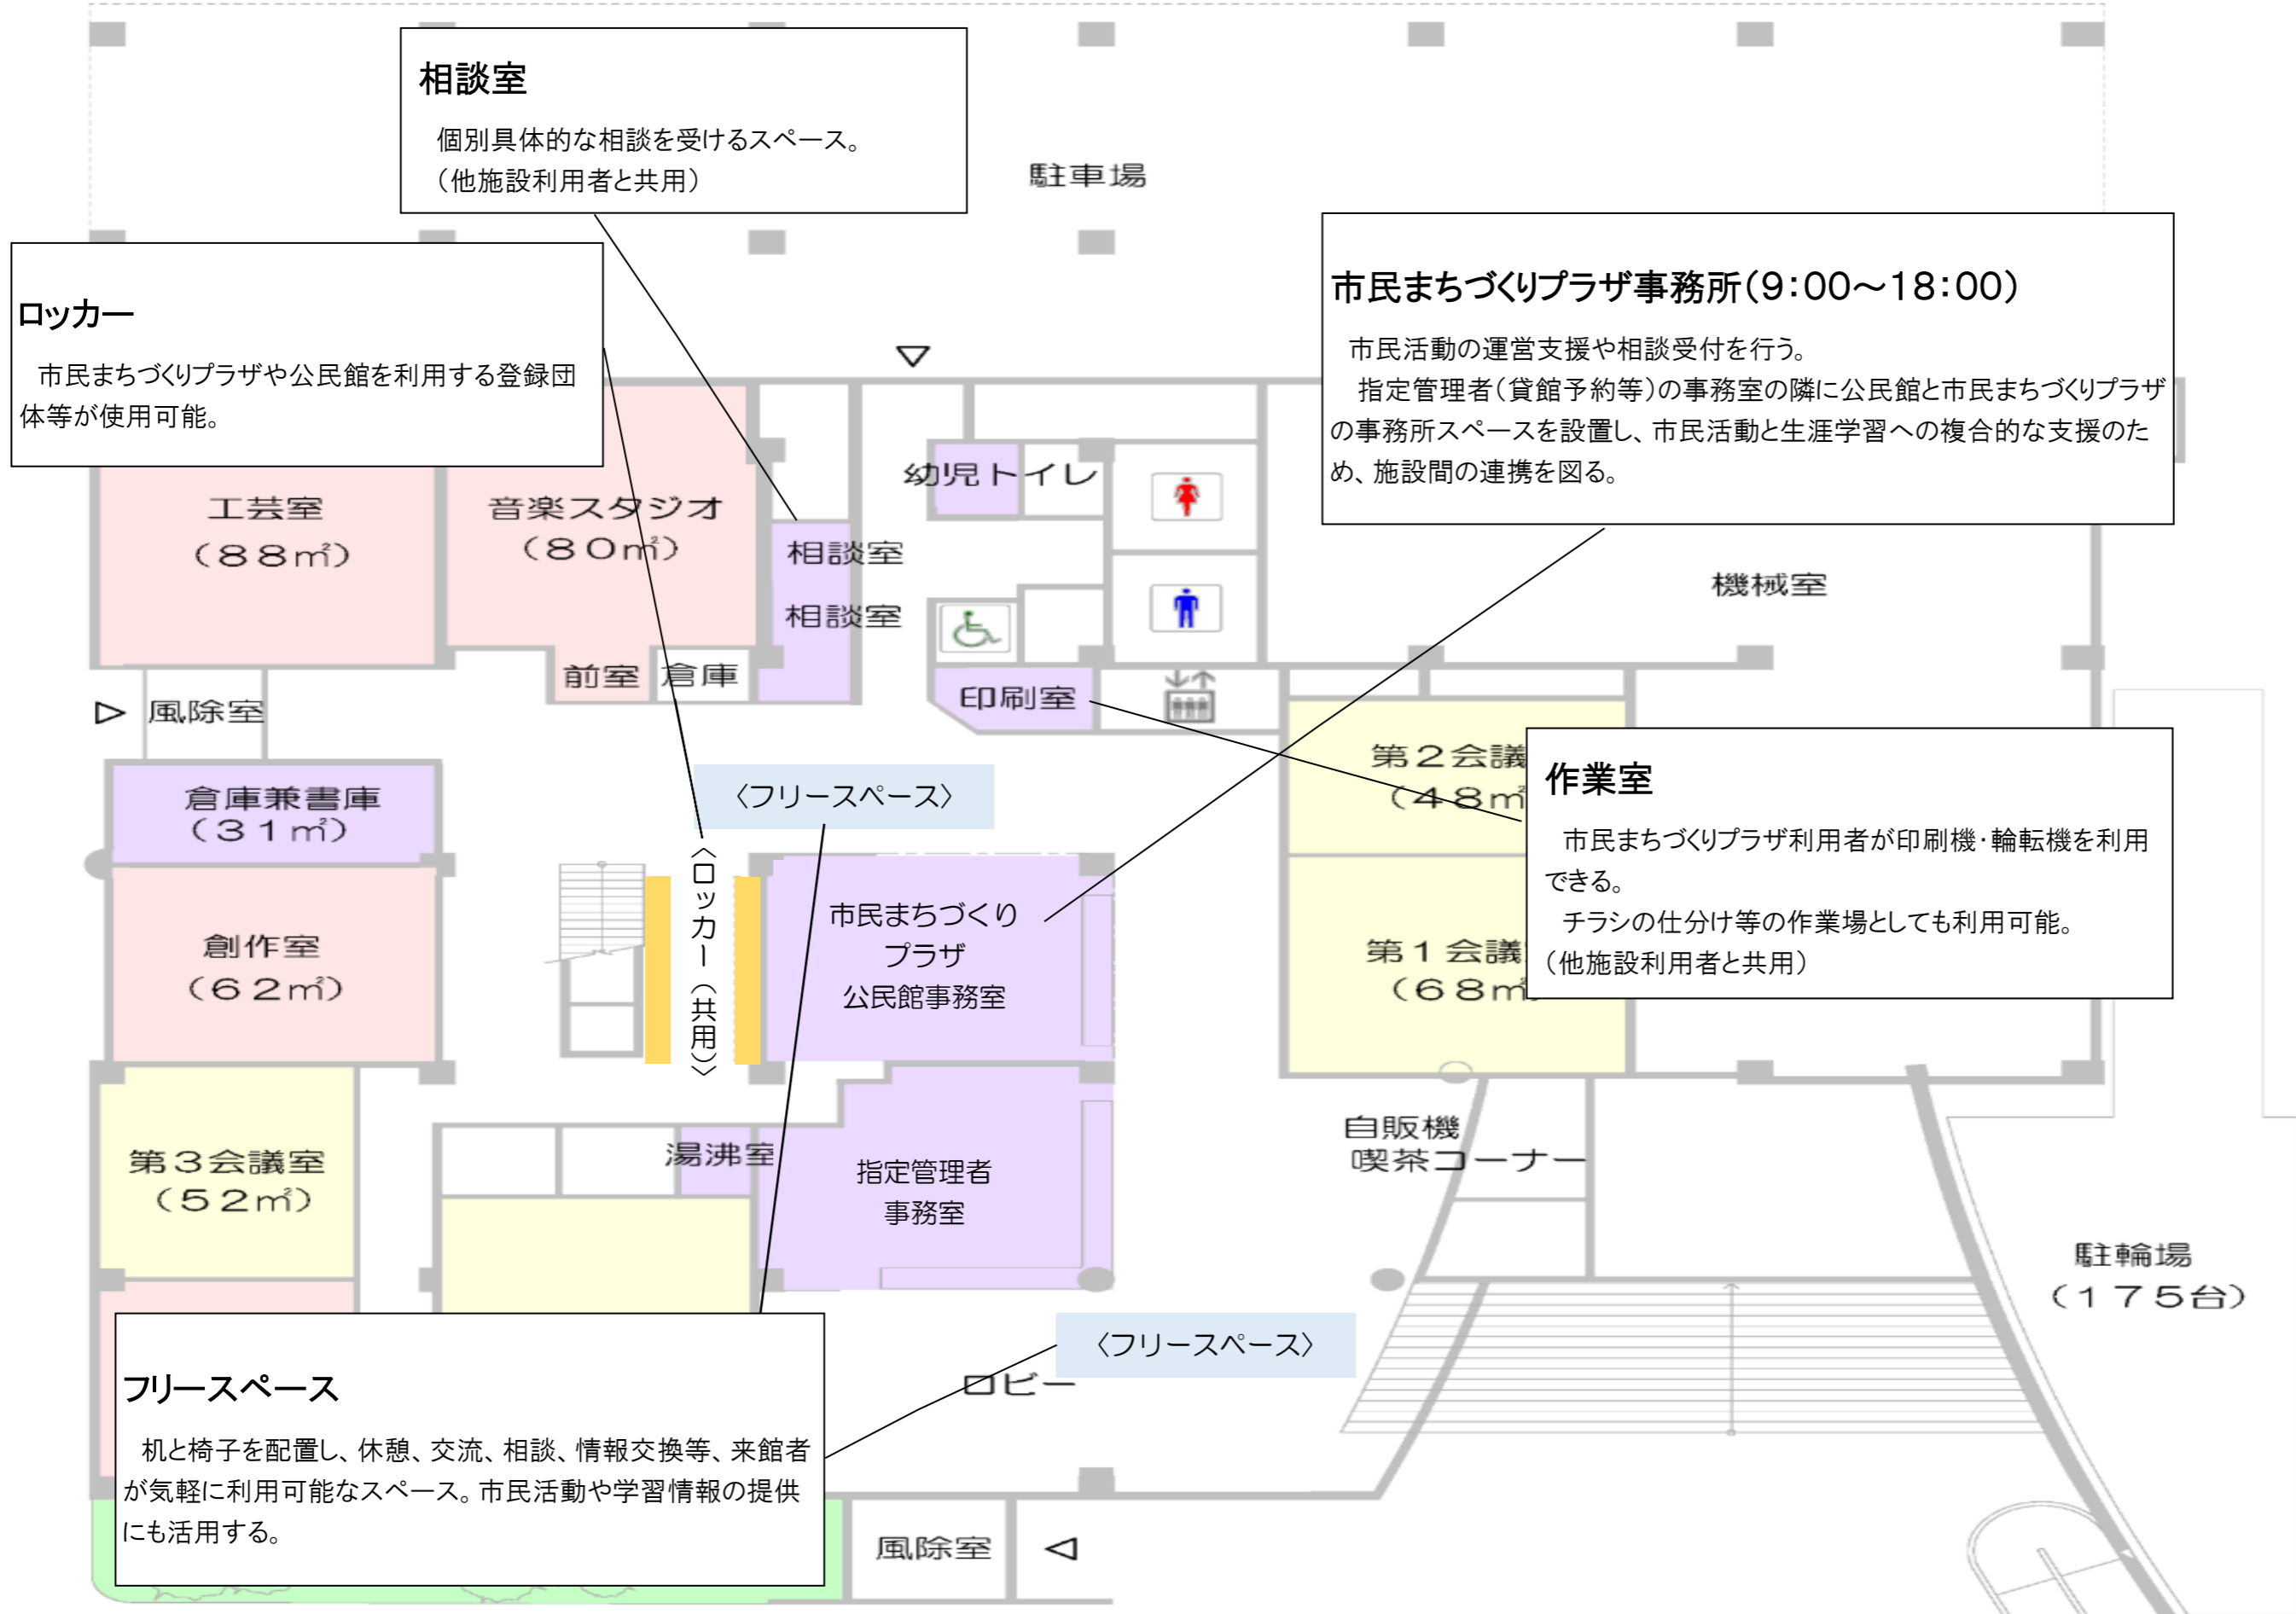 相談室
個別具体的な相談を受けるスペース。
（他施設利用者と共用）
駐車場
ロッカー
市民まちづくりプラザや公民館を利用する登録団
体等が使用可能。
市民まちづくりプラザ事務所（9：00～18：00）
市民活動の運営支援や相談受付を行う。
指定管理者（貸館予約等）の事務室の隣に公民館と市民まちづくりプラザ
の事務所スペースを設置し、市民活動と生涯学習への複合的な支援のた
め、施設間の連携を図る。
工芸室
（８８㎡）
音楽スタジオ
（８０㎡）
幼児トイレ
相談室
相談室
機械室
前室
倉庫
風除室
印刷室
倉庫兼書庫
（３１㎡）
〈フリースペース〉
第２会議
（４８㎡
作業室
市民まちづくりプラザ利用者が印刷機・輪転機を利用
できる。
チラシの仕分け等の作業場としても利用可能。
（他施設利用者と共用）
〈ロッカー（共用）〉
市民まちづくり
プラザ
公民館事務室
創作室
（６２㎡）
第１会議
（６８㎡
第３会議室
（５２㎡）
湯沸室
指定管理者
事務室
自販機
喫茶コーナー
駐輪場
（１７５台）
〈フリースペース〉
ロビー
フリースペース
机と椅子を配置し、休憩、交流、相談、情報交換等、来館者
が気軽に利用可能なスペース。市民活動や学習情報の提供
にも活用する。
風除室